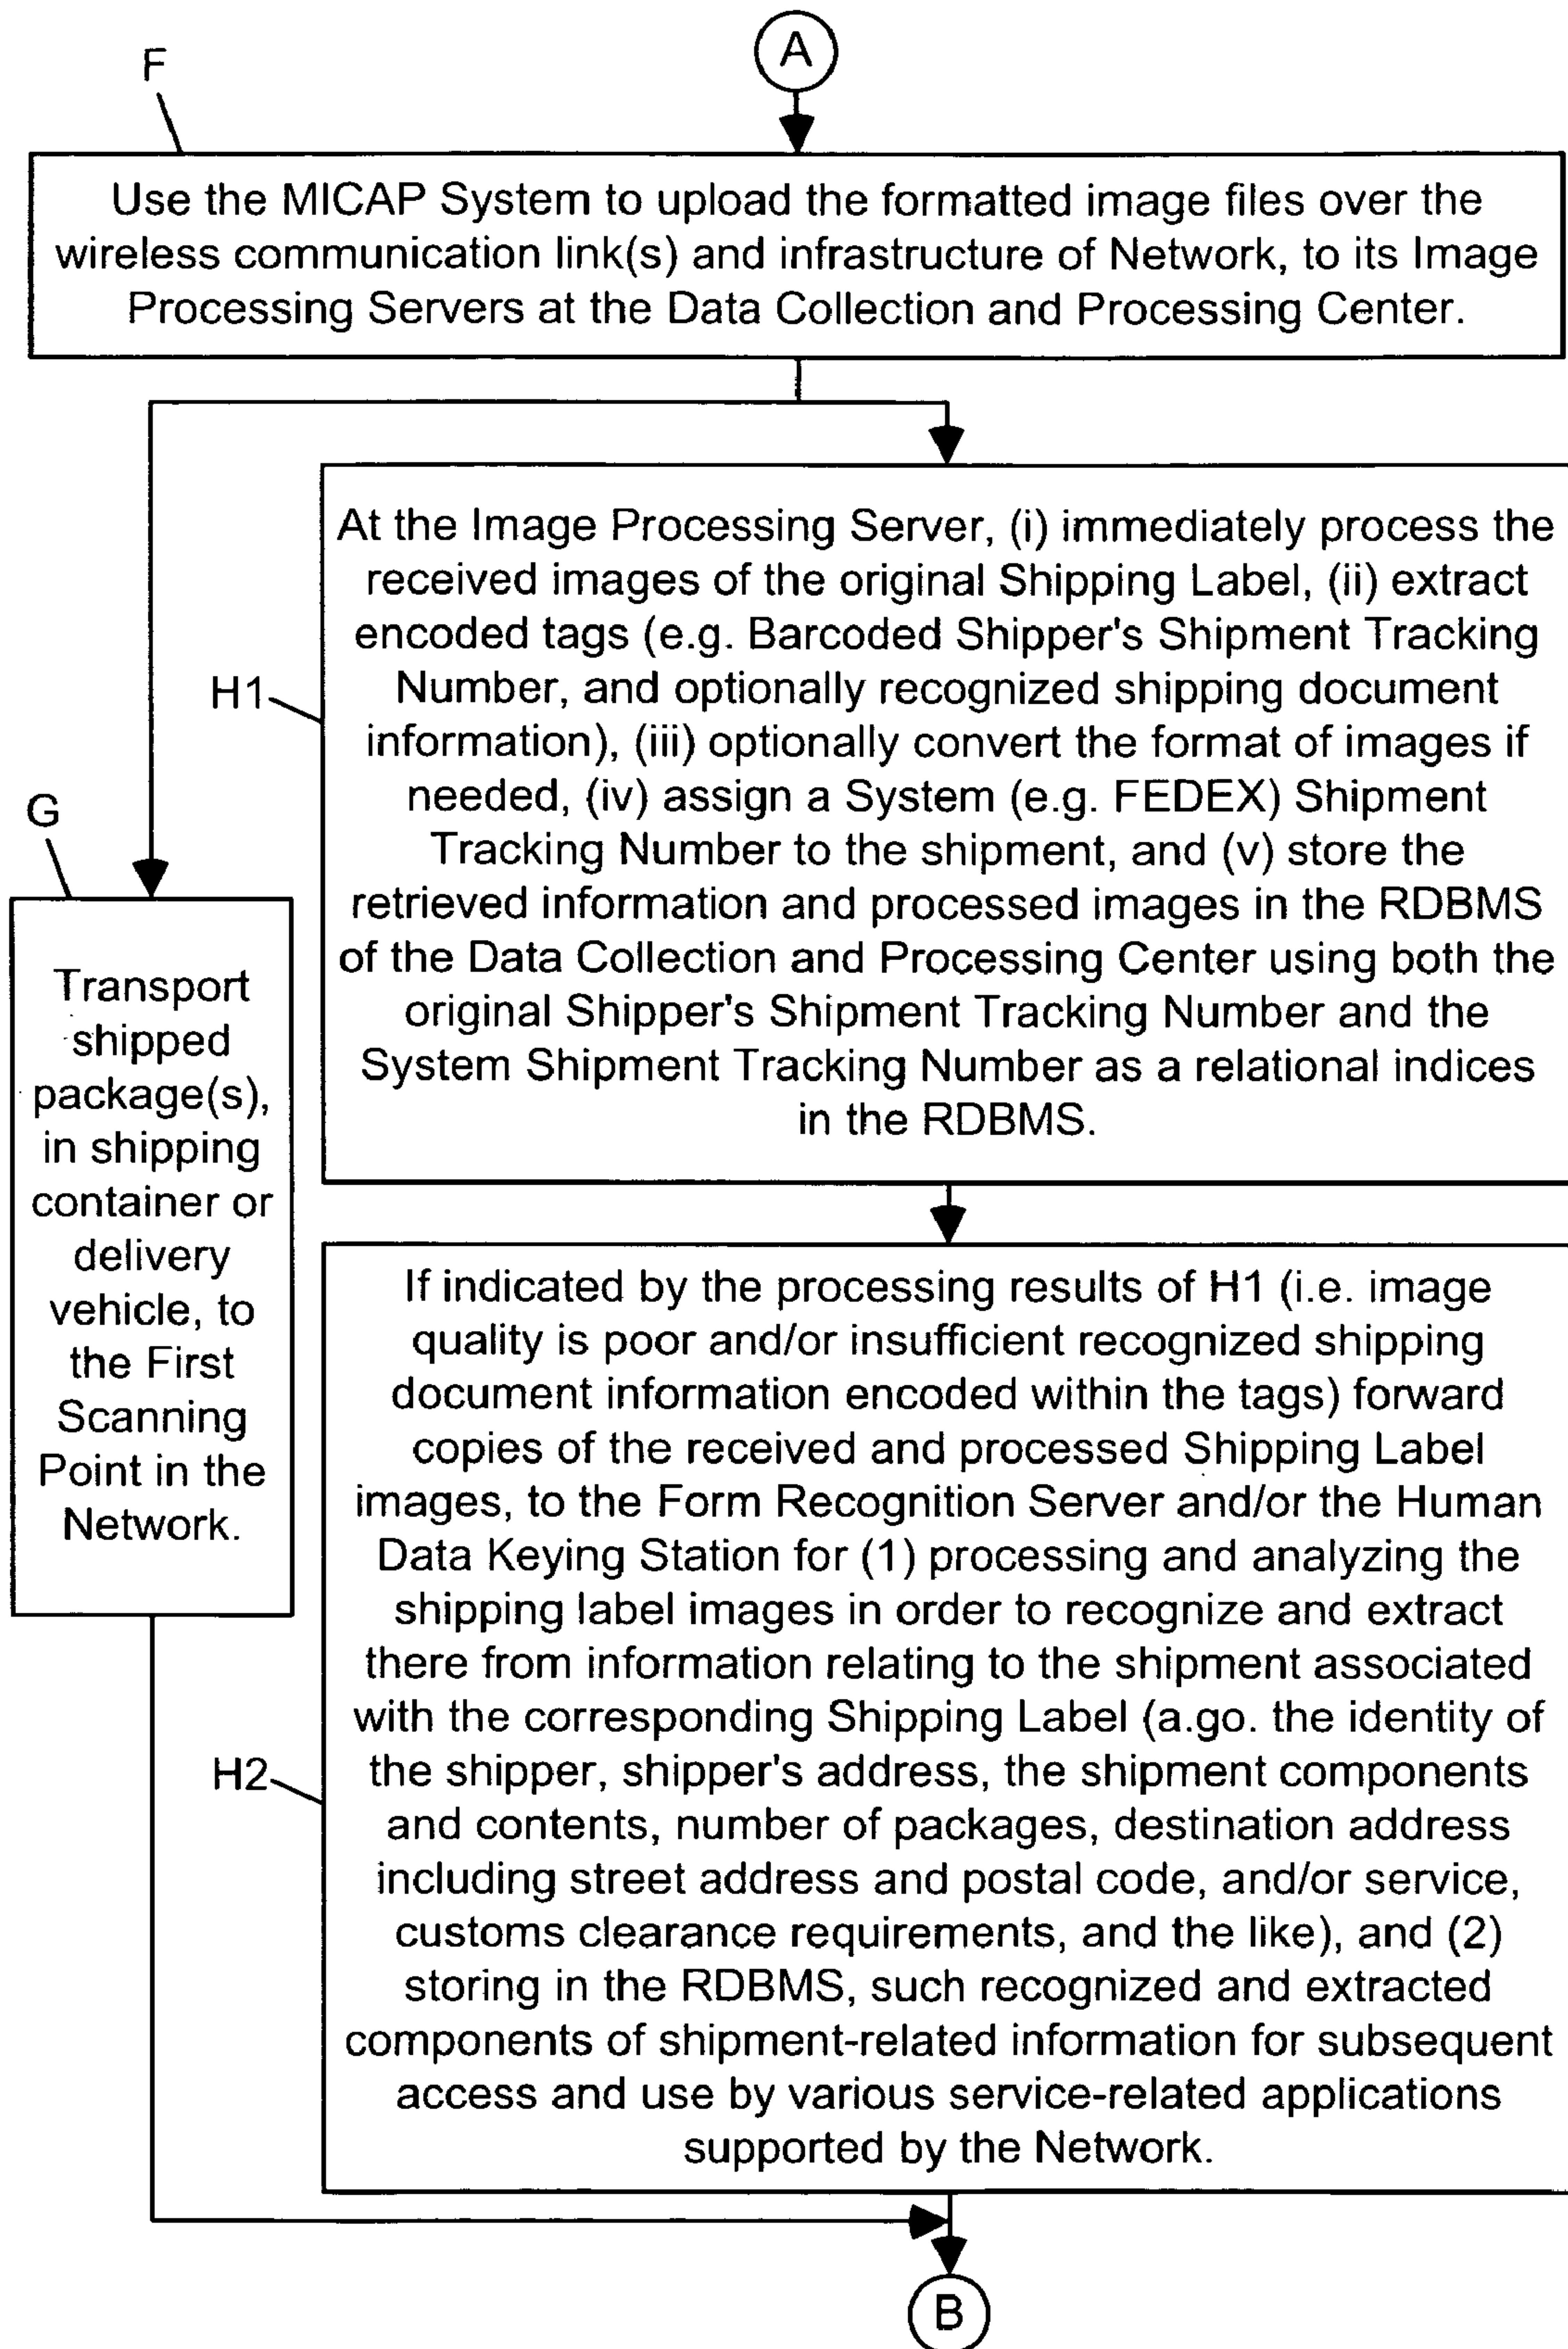 A
F
Use the MICAP System to upload the formatted image files over the
wireless communication link(s) and infrastructure of Network, to its Image
Processing Servers at the Data Collection and Processing Center.
H1
At the Image Processing Server, (i) immediately process the
received images of the original Shipping Label, (ii) extract
encoded tags (e.g. Barcoded Shipper's Shipment Tracking
Number, and optionally recognized shipping document
information), (iii) optionally convert the format of images if
needed, (iv) assign a System (e.g. FEDEX) Shipment
Tracking Number to the shipment, and (v) store the
retrieved information and processed images in the RDBMS
of the Data Collection and Processing Center using both the
original Shipper's Shipment Tracking Number and the
System Shipment Tracking Number as a relational indices
in the RDBMS.
G
Transport
shipped
package(s),
in shipping
container or
delivery
vehicle, to
the First
Scanning
Point in the
Network.
H2
If indicated by the processing results of H1 (i.e. image
quality is poor and/or insufficient recognized shipping
document information encoded within the tags) forward
copies of the received and processed Shipping Label
images, to the Form Recognition Server and/or the Human
Data Keying Station for (1) processing and analyzing the
shipping label images in order to recognize and extract
there from information relating to the shipment associated
with the corresponding Shipping Label (a.go. the identity of
the shipper, shipper's address, the shipment components
and contents, number of packages, destination address
including street address and postal code, and/or service,
customs clearance requirements, and the like), and (2)
storing in the RDBMS, such recognized and extracted
components of shipment-related information for subsequent
access and use by various service-related applications
supported by the Network.
B